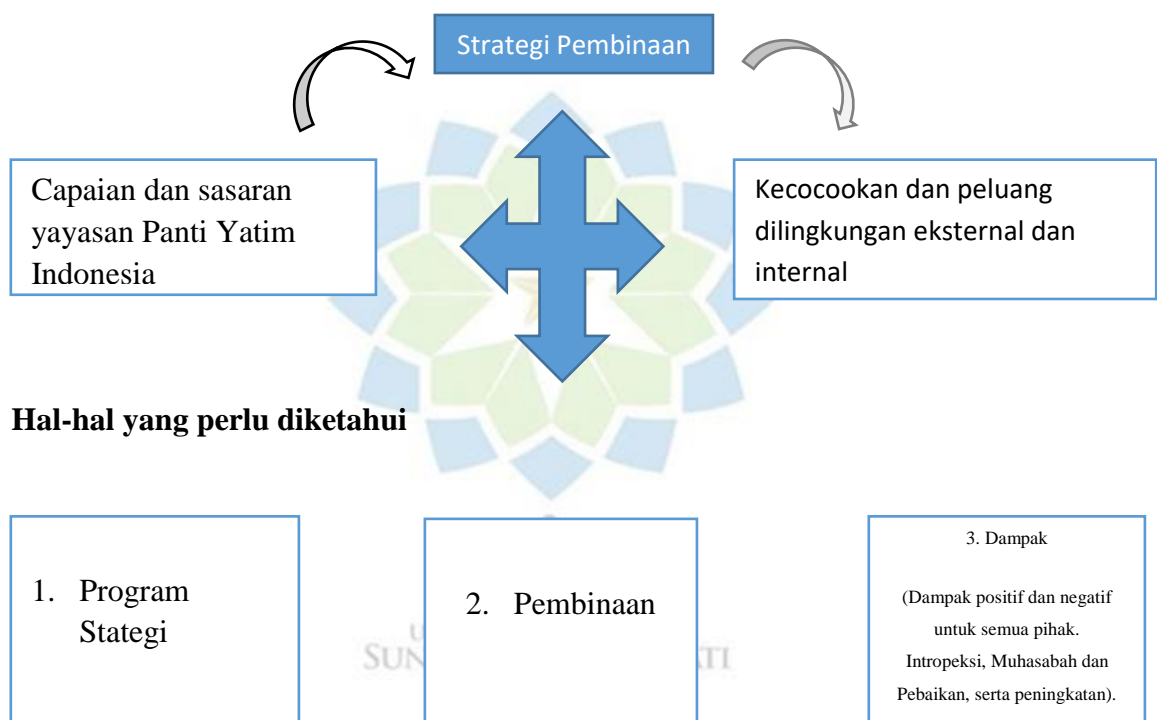 Strategi Pembinaan
Capaian dan sasaran
yayasan Panti Yatim
Indonesia
Kecocookan dan peluang
dilingkungan eksternal dan
internal
Hal-hal yang perlu diketahui
1. Program
Stategi
2. Pembinaan
3. Dampak
(Dampak positif dan negatif
untuk semua pihak.
Intropeksi, Muhasabah dan
Pebaikan, serta peningkatan).